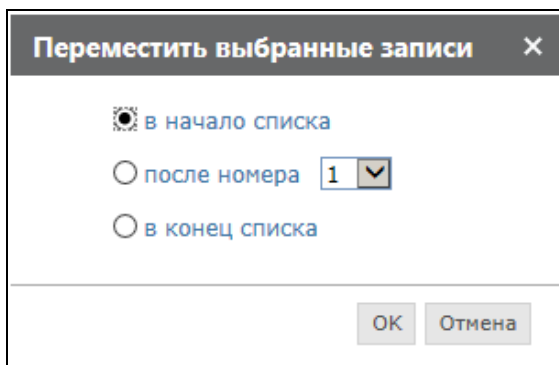 Переместить выбранные записи ×
в начало списка
после номера 1
в конец списка
OK Отмена